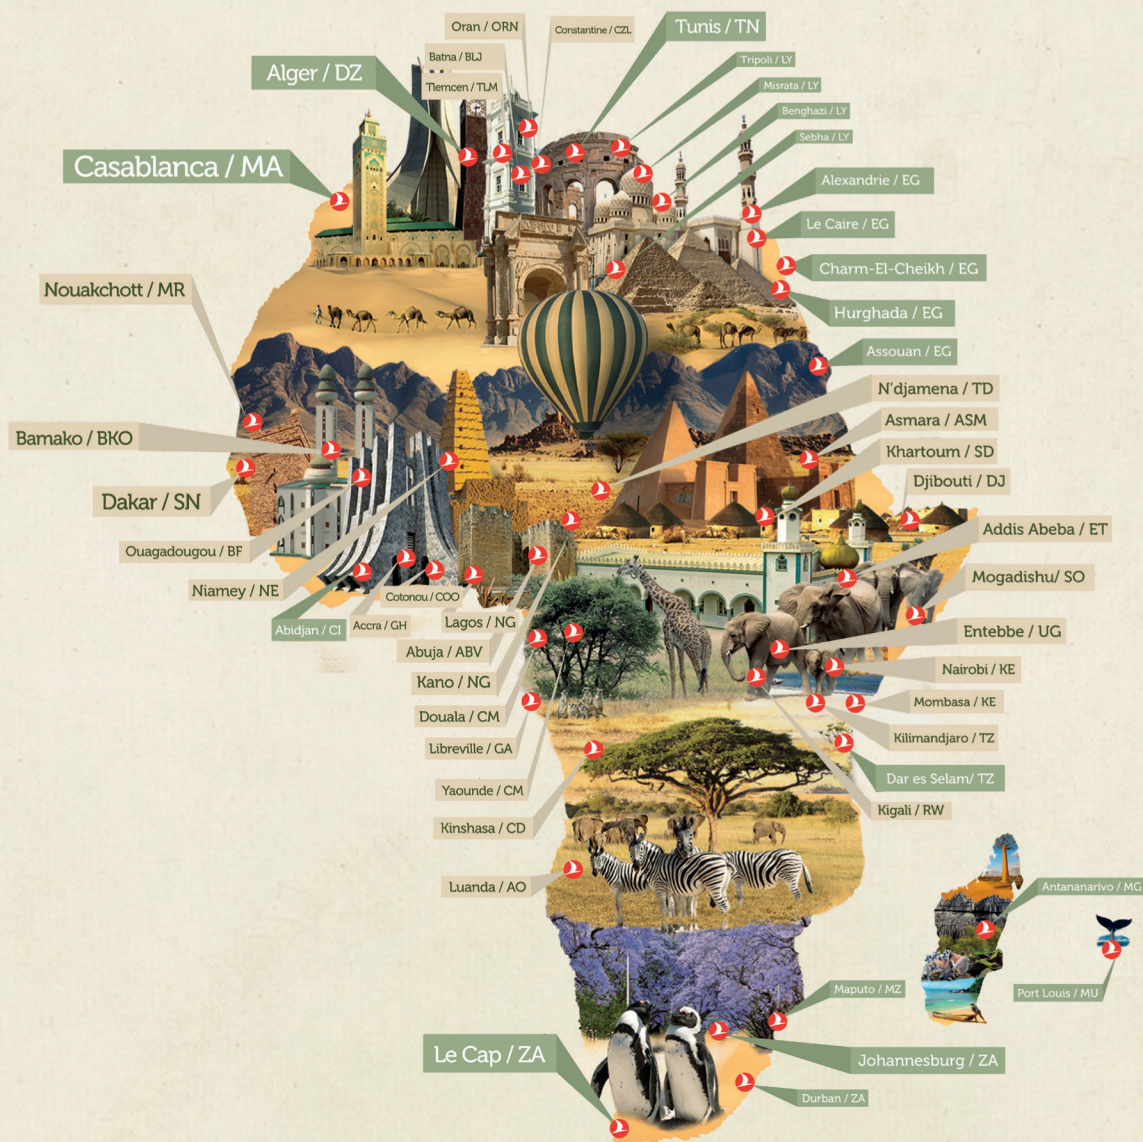 Oran / ORN
Constantine / CZL
Tunis / TN
Batna / BLJ
Tripoli / LY
Alger / DZ
Tlemcen / TLM
Misrata / LY
Benghazi / LY
Sebha / LY
Casablanca / MA
Alexandrie / EG
Le Caire / EG
Charm-El-Cheikh / EG
Nouakchott / MR
Hurghada / EG
Assouan / EG
N'djamena / TD
Asmara / ASM
Bamako / BKO
Khartoum / SD
Djibouti / DJ
Dakar / SN
Addis Abeba / ET
Ouagadougou / BF
Mogadishu/ SO
Niamey / NE
Cotonou / COO
Lagos / NG
Abidjan / CI
Accra / GH
Entebbe / UG
Abuja / ABV
Nairobi / KE
Kano / NG
Mombasa / KE
Douala / CM
Kilimandjaro / TZ
Libreville / GA
Dar es Selam/ TZ
Yaounde / CM
Kigali / RW
Kinshasa / CD
Luanda / AO
Antananarivo / MG
Maputo / MZ
Port Louis / MU
Le Cap / ZA
Johannesburg / ZA
Durban / ZA